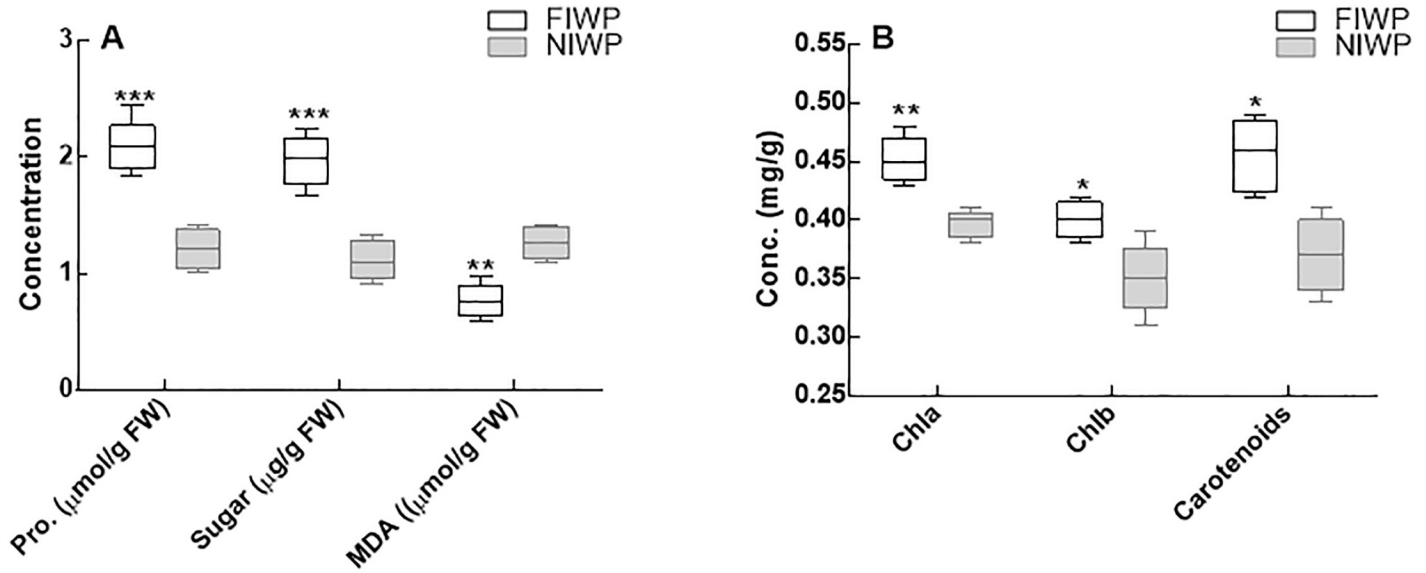 A
FIWP
NIWP
3
2
1
0
Concentration
***
***
**
Pro. (μmol/g FW)
Sugar (μg/g FW)
MDA ((μmol/g FW)
B
FIWP
NIWP
0.55
0.50
0.45
0.40
0.35
0.30
0.25
Conc. (mg/g)
**
*
*
Chla
Chlb
Carotenoids